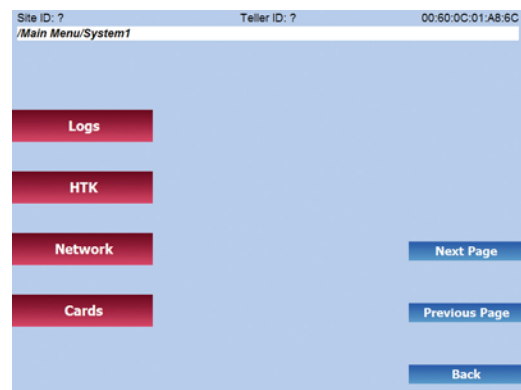 Site ID: ? Teller ID: ? 00:60:0C:01:A8:6C
/Main Menu/System1
Logs
HTK
Network
Next Page
Cards
Previous Page
Back